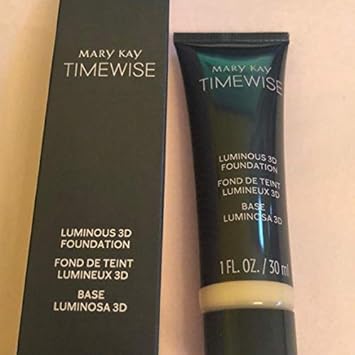 MARY KAY
TIMEWISE
LUMINOUS 3D
FOUNDATION
FOND DE TEINT
LUMINEUX 3D
BASE
LUMINOSA 3D
MARY KAY
TIMEWISE
LUMINOUS 3D
FOUNDATION
FOND DE TEINT
LUMINEUX 3D
BASE
LUMINOSA 3D
1 FL. OZ. / 30 ml